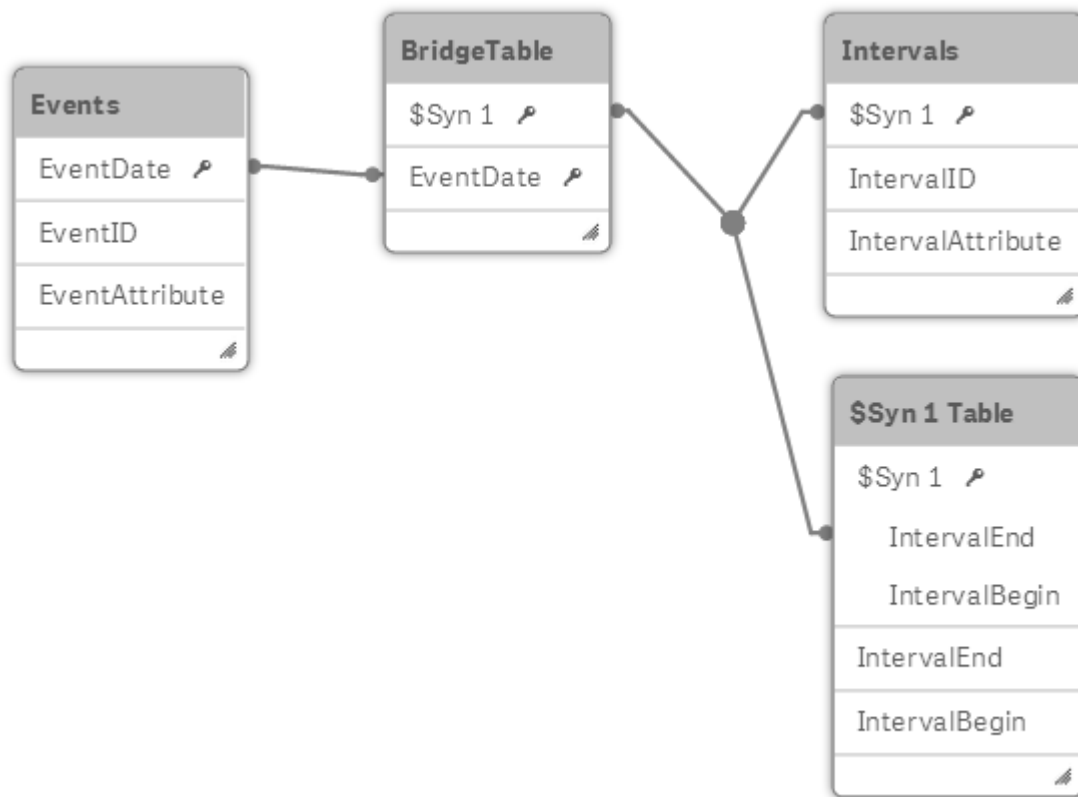 Events
EventDate
EventID
EventAttribute
BridgeTable
$Syn 1
EventDate
Intervals
$Syn 1
IntervalID
IntervalAttribute
$Syn 1 Table
$Syn 1
IntervalEnd
IntervalBegin
IntervalEnd
IntervalBegin